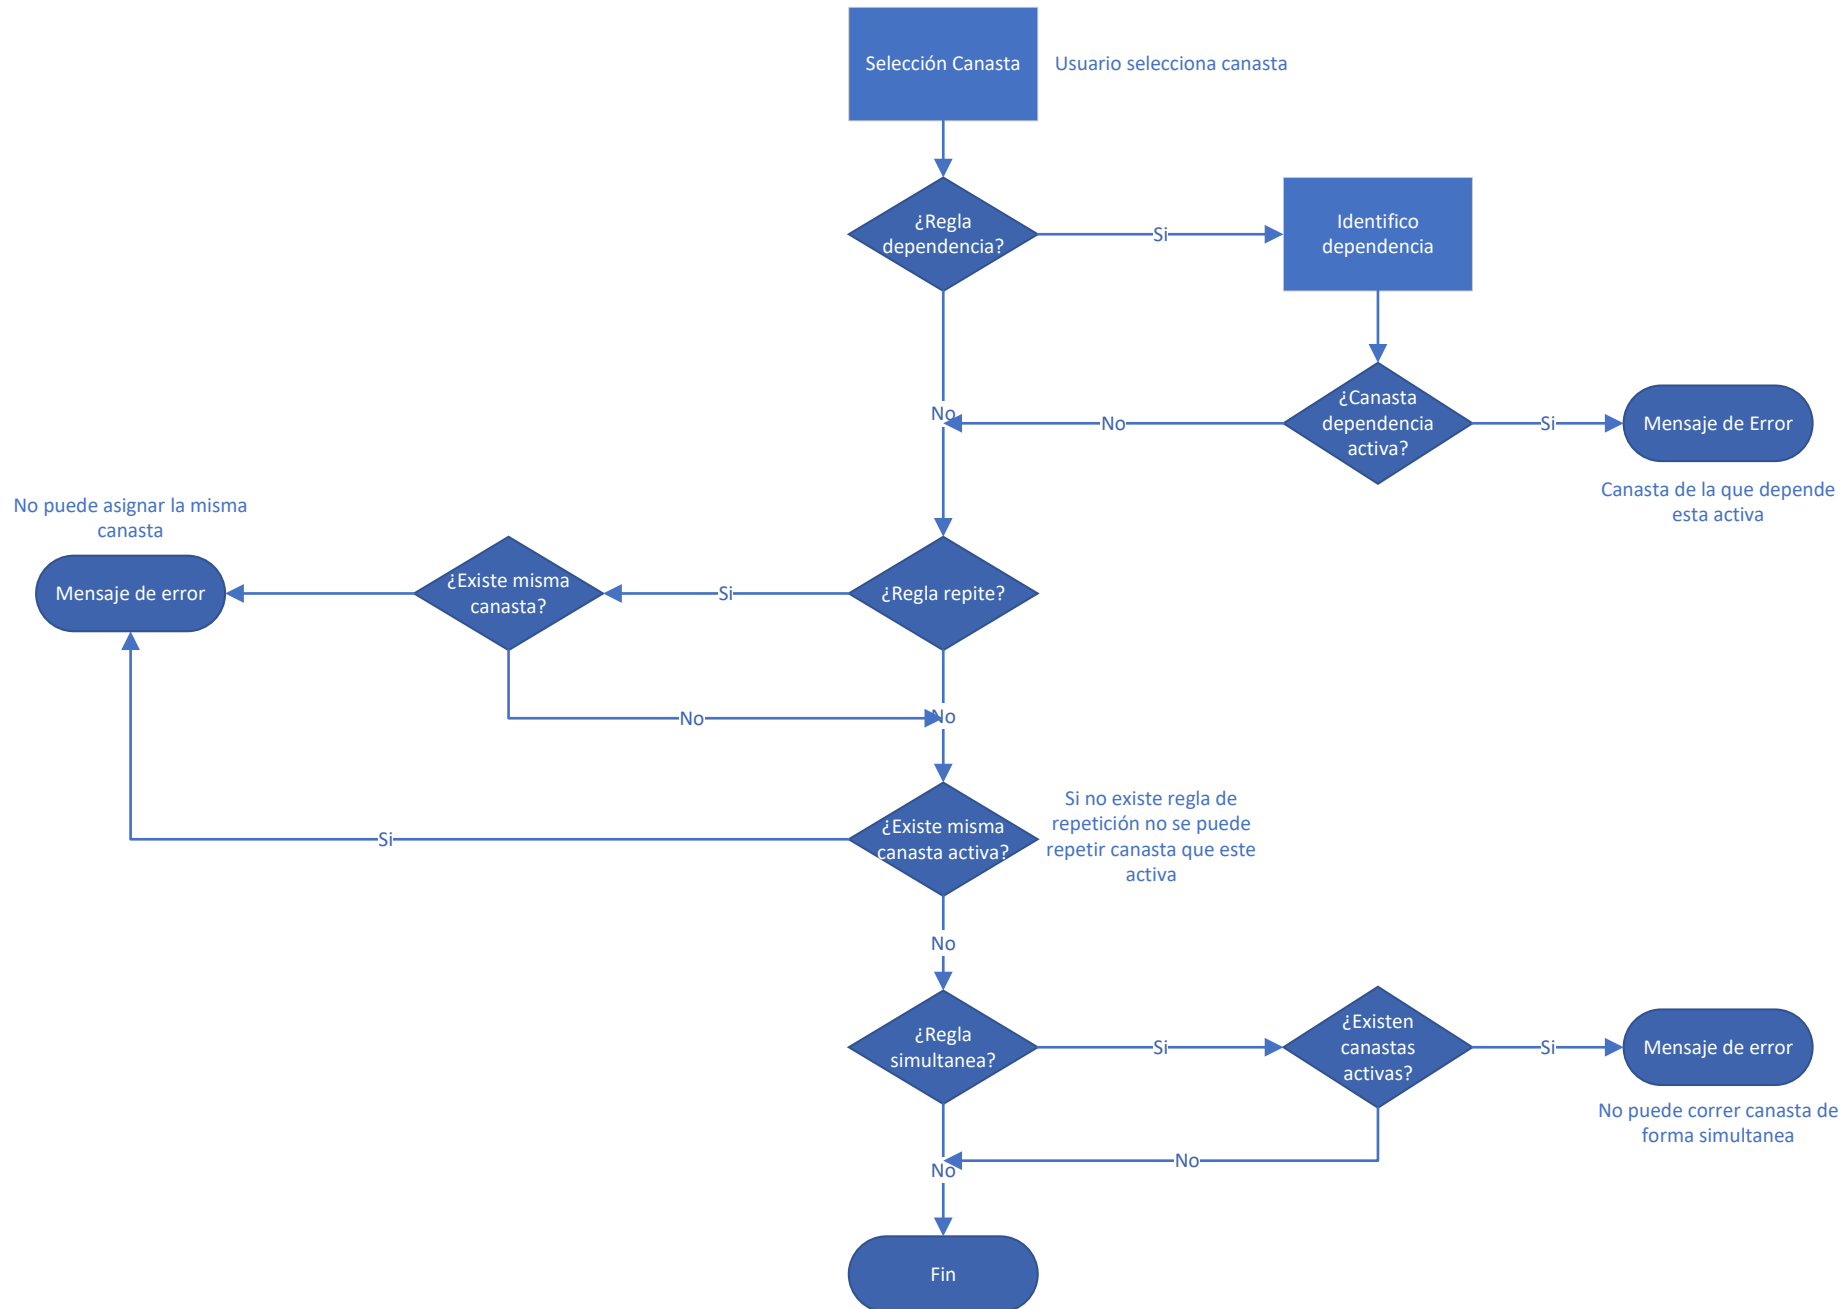 Selección Canasta
Usuario selecciona canasta
¿Regla
dependencia?
Si
Identifico
dependencia
No
No
¿Canasta
dependencia
activa?
Si
Mensaje de Error
Canasta de la que depende
esta activa
No puede asignar la misma
canasta
Mensaje de error
¿Existe misma
canasta?
Si
¿Regla repite?
No
No
Si
¿Existe misma
canasta activa?
Si no existe regla de
repetición no se puede
repetir canasta que este
activa
No
¿Regla
simultanea?
Si
¿Existen
canastas
activas?
Si
Mensaje de error
No puede correr canasta de
forma simultanea
No
No
Fin